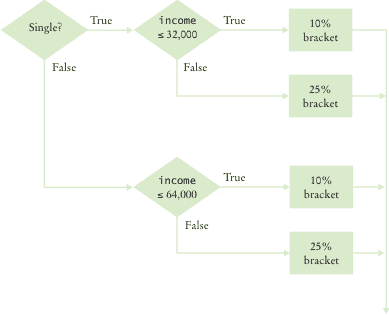 Single?
True
income
≤ 32,000
True
10%
bracket
False
False
25%
bracket
income
≤ 64,000
True
10%
bracket
False
25%
bracket